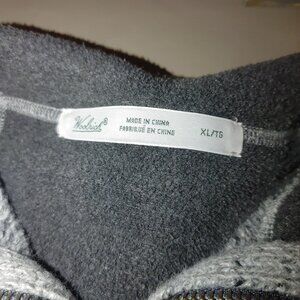 Woolrich®
MADE IN CHINA
FABRIQUÉ EN CHINE
XL/TG